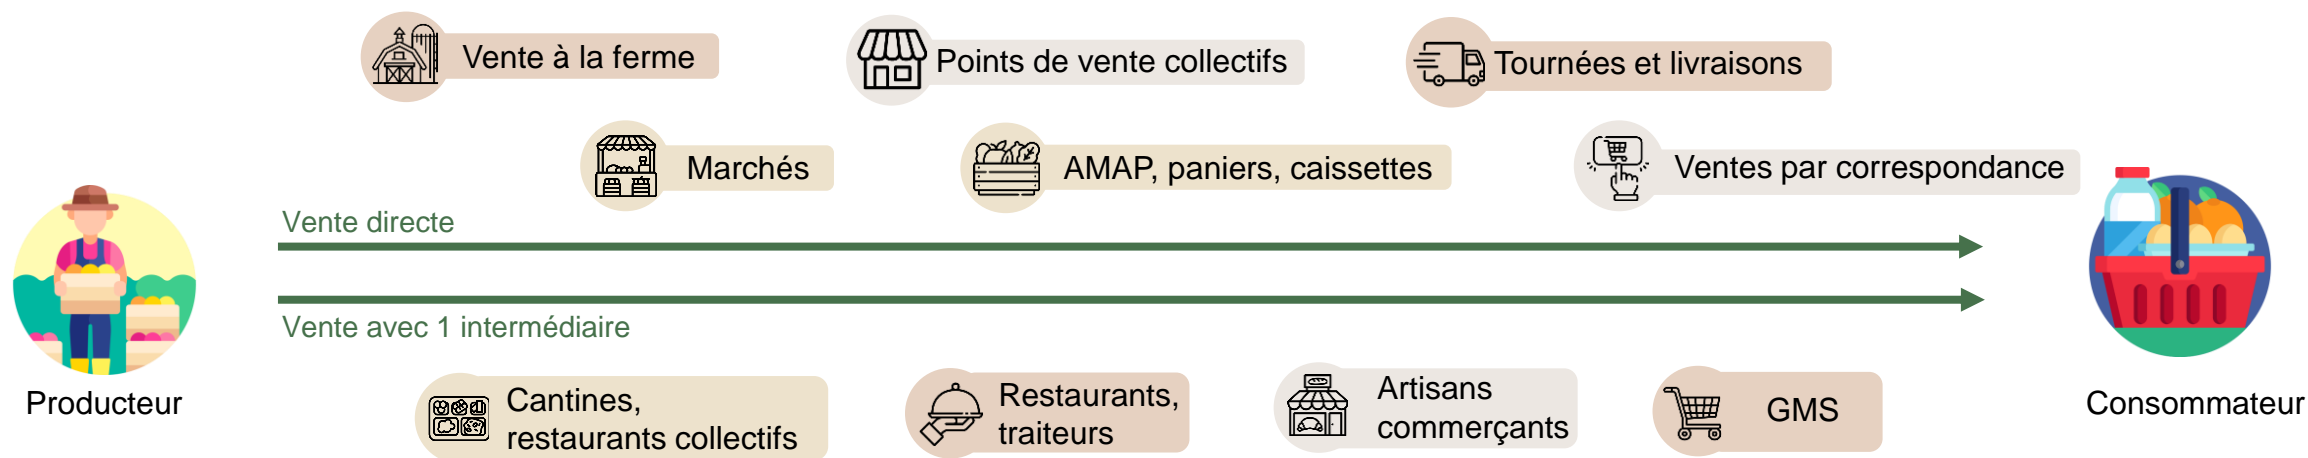 Vente à la ferme
Points de vente collectifs
Tournées et livraisons
Marchés
AMAP, paniers, caissettes
Ventes par correspondance
Vente directe
Vente avec 1 intermédiaire
Producteur
Consommateur
Cantines,
restaurants collectifs
Restaurants,
traiteurs
Artisans
commerçants
GMS